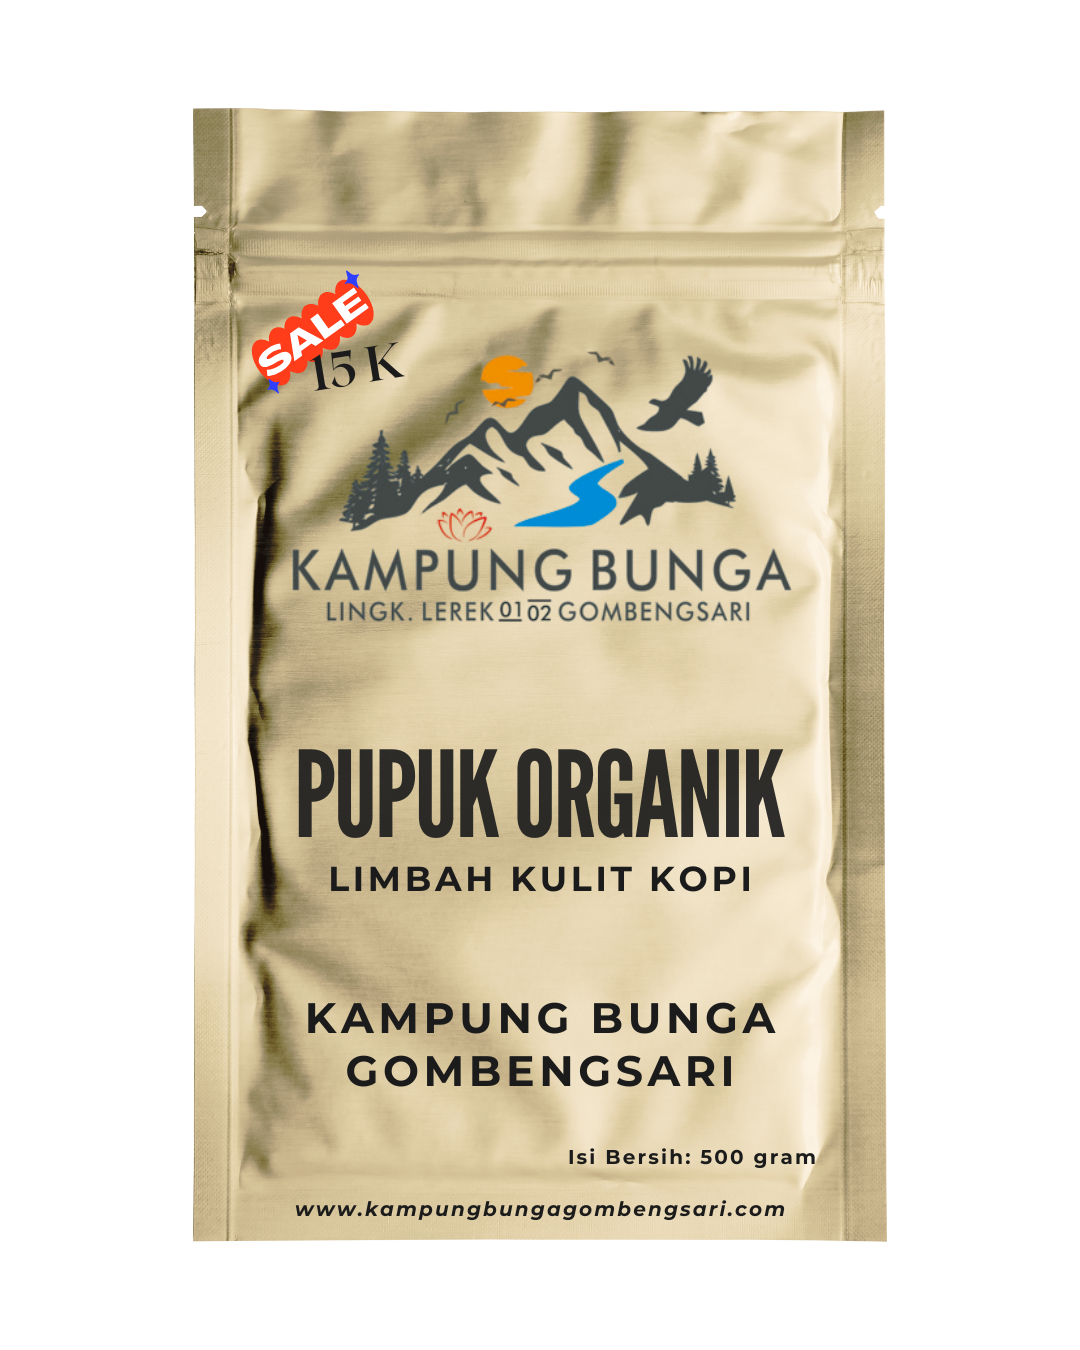 SALE
15 K
KAMPUNG BUNGA
LINGK. LEREK 01 02 GOMBENGSARI
PUPUK ORGANIK
LIMBAH KULIT KOPI
KAMPUNG BUNGA
GOMBENGSARI
Isi Bersih: 500 gram
www.kampungbungagombengsari.com